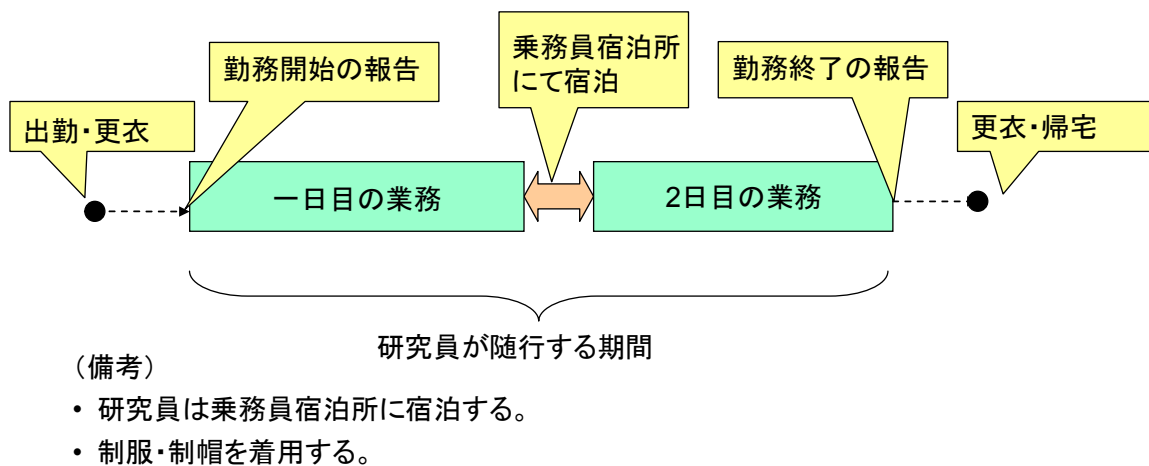 勤務開始の報告
乗務員宿泊所
にて宿泊
勤務終了の報告
出勤・更衣
更衣・帰宅
一日目の業務
2日目の業務
研究員が随行する期間
（備考）
• 研究員は乗務員宿泊所に宿泊する。
• 制服・制帽を着用する。